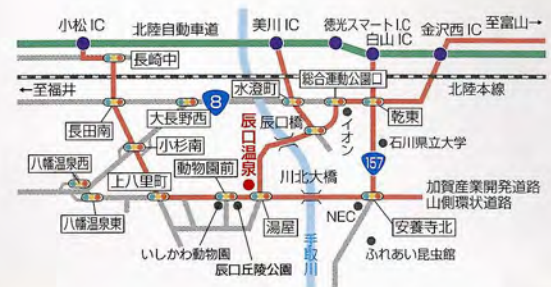 小松IC
北陸自動車道
美川IC
徳光スマートI.C
白山IC
金沢西IC
至富山→
長崎中
←至福井
水澄町
総合運動公園口
北陸本線
8
長田南
大長野西
辰口橋
イオン
乾東
石川県立大学
小杉南
辰口温泉
八幡温泉西
上八里町
動物園前
川北大橋
157
加賀産業開発道路
山側環状道路
八幡温泉東
湯屋
NEC
安養寺北
いしかわ動物園
手取川
ふれあい昆虫館
辰口丘陵公園